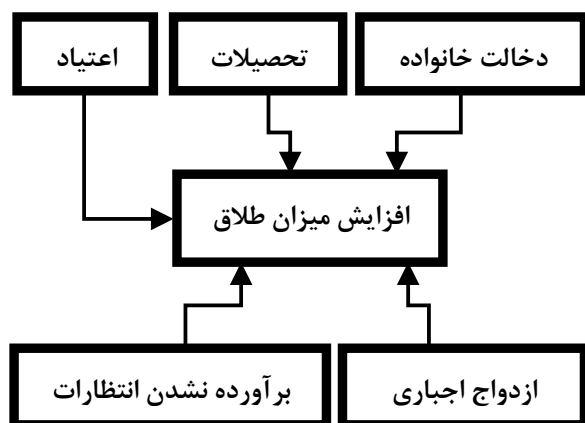 دخالت خانواده
تحصیلات
اعتیاد
افزایش میزان طلاق
ازدواج اجباری
برآورده نشدن انتظارات